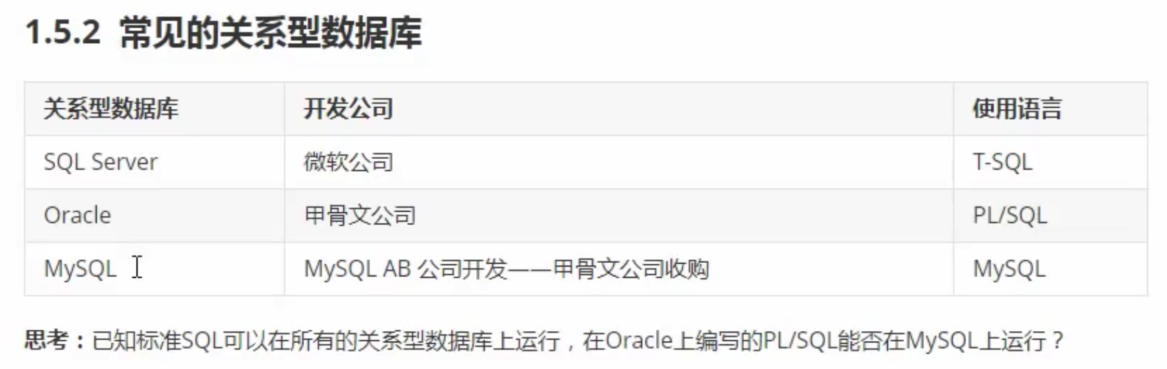 1.5.2 常见的关系型数据库
关系型数据库 开发公司 使用语言
SQL Server 微软公司 T-SQL
Oracle 甲骨文公司 PL/SQL
MySQL MySQL AB 公司开发——甲骨文公司收购 MySQL
思考：已知标准SQL可以在所有的关系型数据库上运行，在Oracle上编写的PL/SQL能否在MySQL上运行？